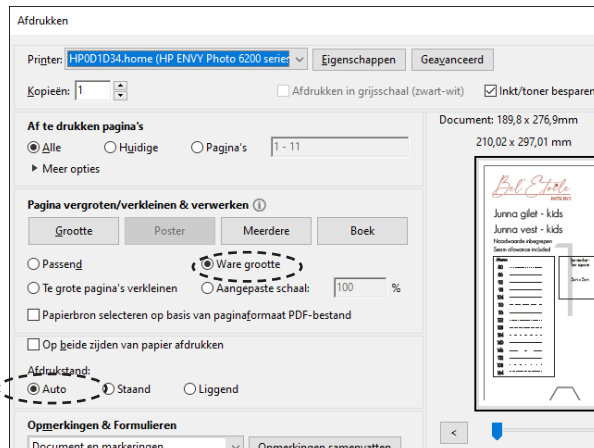 Afdrukken
Printer: HP0D1D34.home (HP ENVY Photo 6200 series Eigenschappen Geavanceerd
Kopieën: 1 Afdrukken in grijsschaal (zwart-wit) Inkt/toner besparen
Af te drukken pagina's
Document: 189,8 x 276,9mm
Alle Huidige Pagina's 1 - 11
210,02 x 297,01 mm
Meer opties
Pagina vergroten/verkleinen & verwerken
Grootte Poster Meerdere Boek
Passend Ware grootte
Te grote pagina's verkleinen Aangepaste schaal: 100 %
Papierbron selecteren op basis van paginaformaat PDF-bestand
Op beide zijden van papier afdrukken
Afdrukstand:
Auto Staand Liggend
Opmerkingen & Formulieren
Document en markeringen Opmerkingen samenvatten
Bel' Etoile
Junna gilet - kids
Junna vest - kids
Naadwaarde inbegrepen
Seam allowance included
<